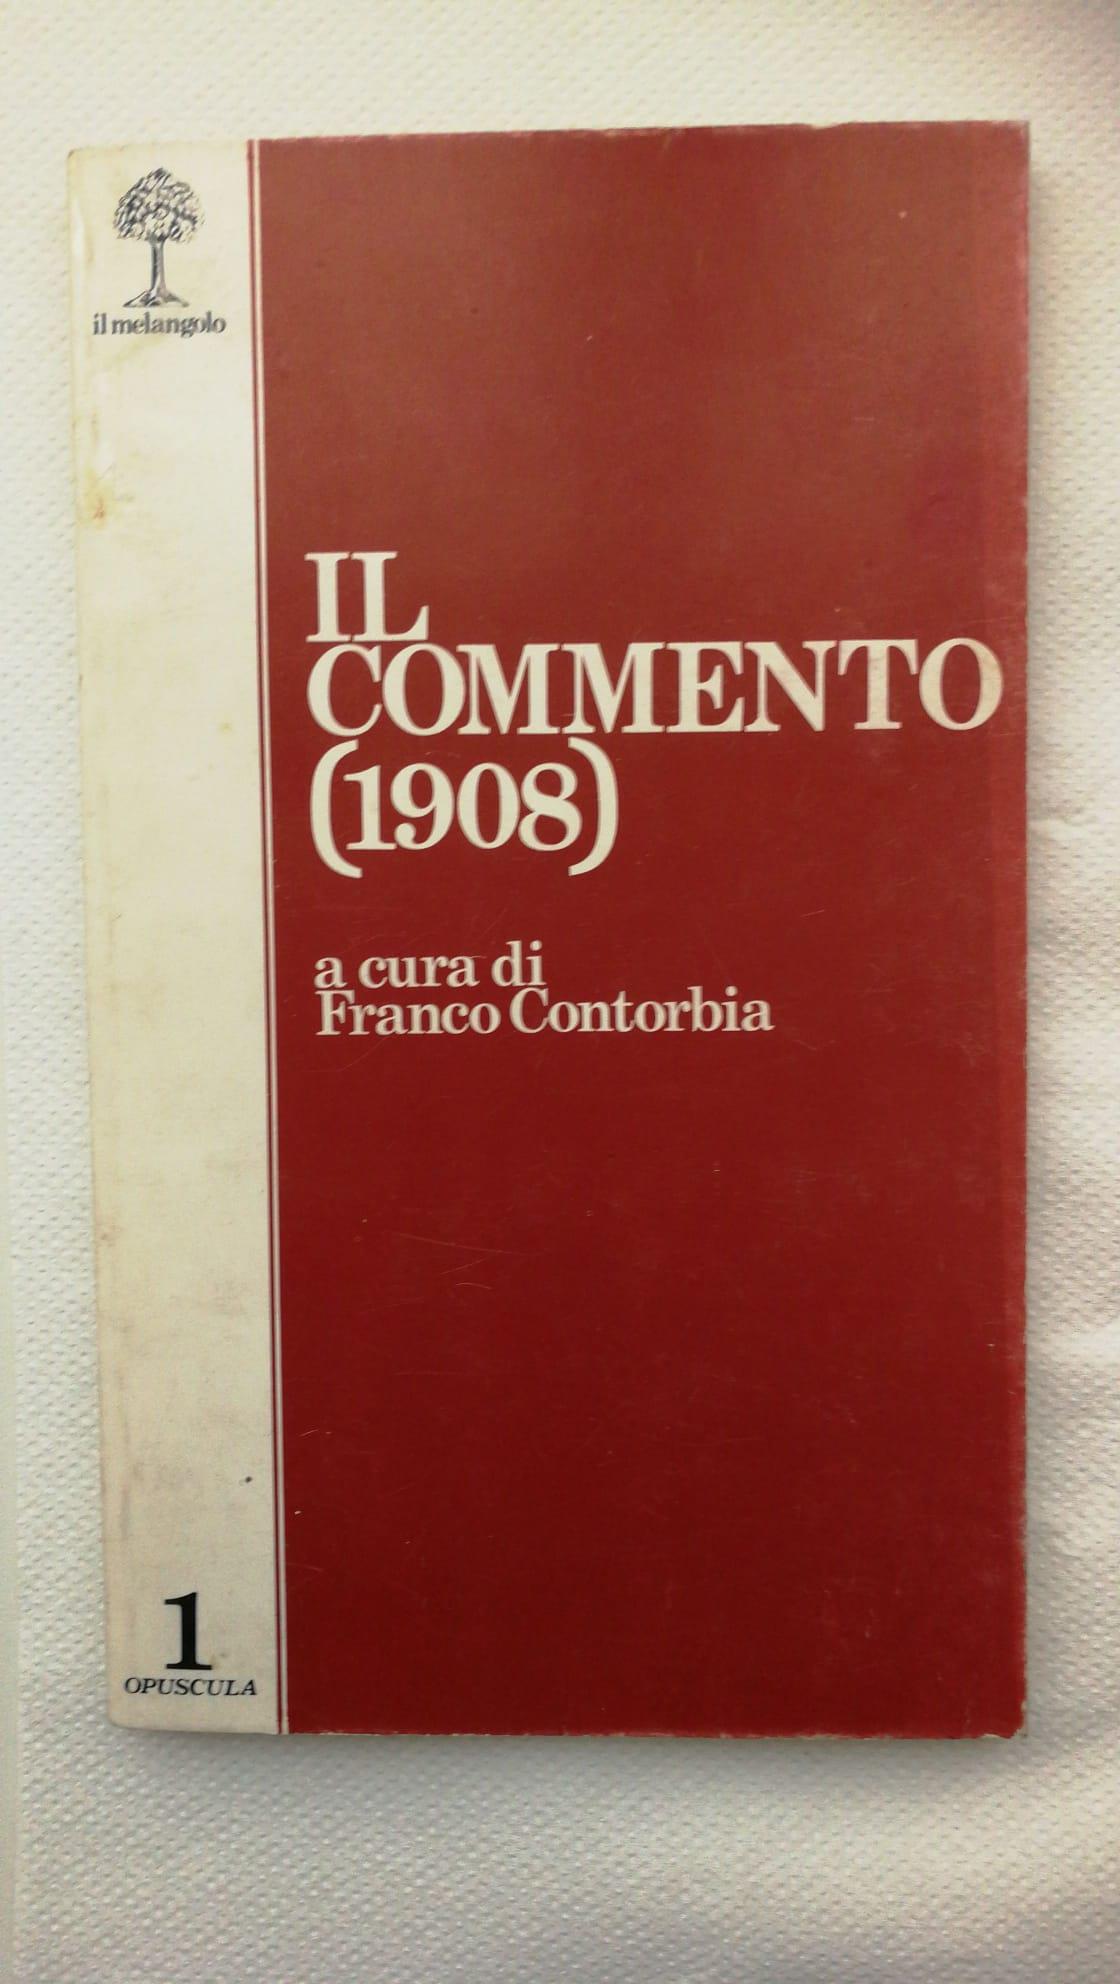 il melangolo
IL
COMMENTO
(1908)
a cura di
Franco Contorbia
1
OPUSCULA